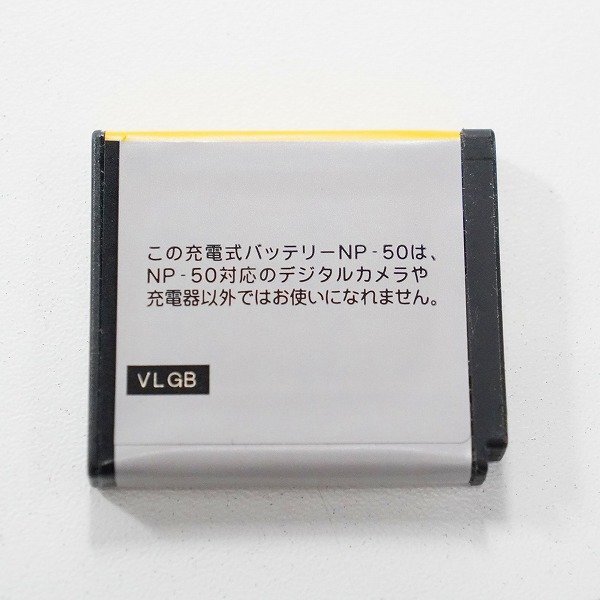 この充電式バッテリーNP-50は、
NP-50対応のデジタルカメラや
充電器以外ではお使いになれません。
VLGB